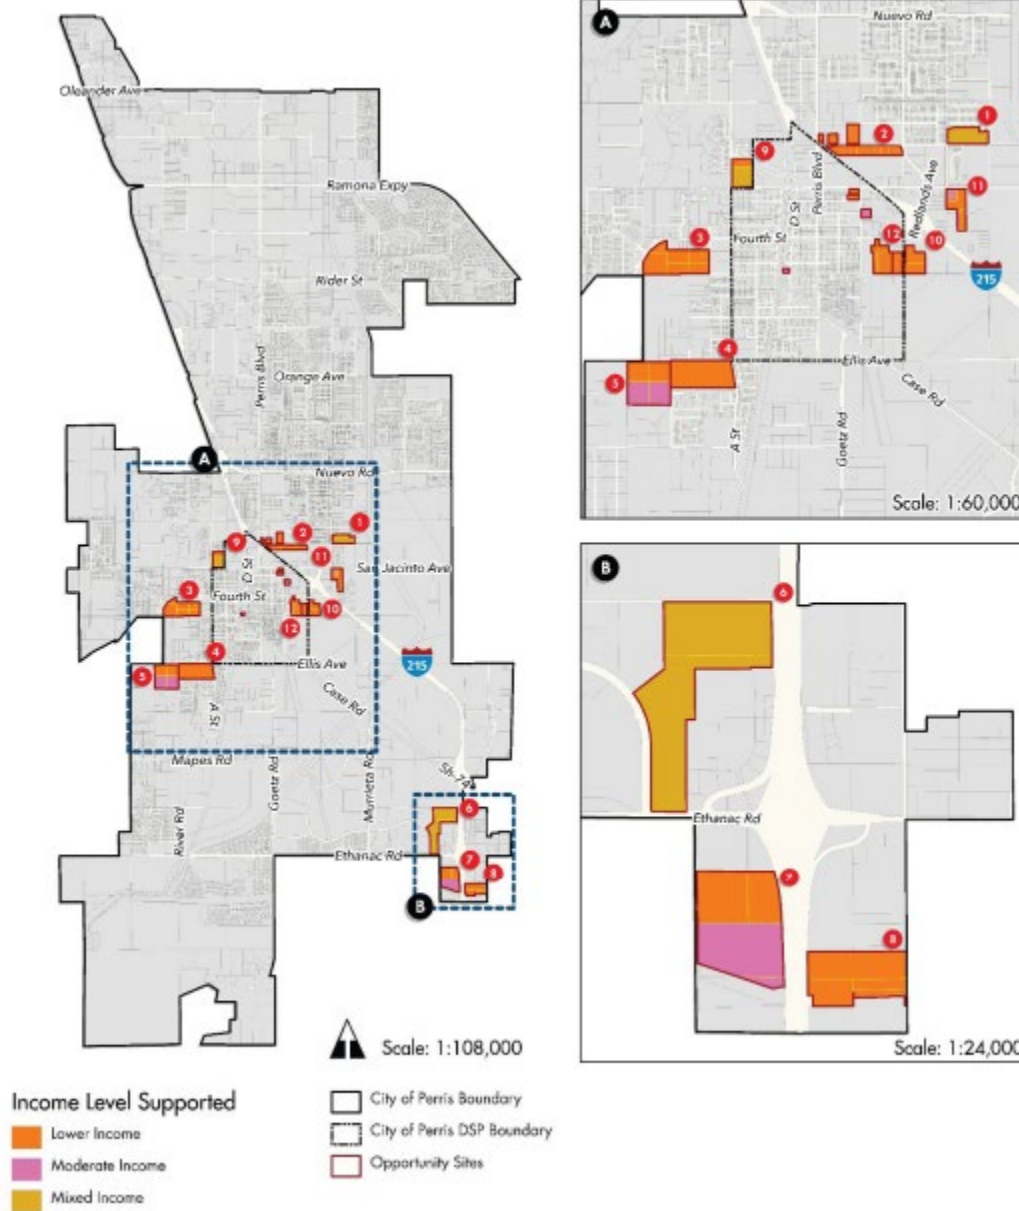 Oleander Ave
Ramona Expy
Rider St
Perris Blvd
Orange Ave
A
Nuevo Rd
9
2
1
D St
11
San Jacinto Ave
3
Fourth St
12
10
4
5
Ellis Ave
215
A St
Case Rd
Mapes Rd
Goetz Rd
Murrieta Rd
Sh 74
River Rd
6
Ethanac Rd
7
8
B
Scale: 1:108,000
A
Nuevo Rd
1
2
9
Perris Blvd
D St
Redlands Ave
11
3
Fourth St
12
10
215
4
Ellis Ave
5
Case Rd
A St
Goetz Rd
Scale: 1:60,000
B
6
Ethanac Rd
7
8
Scale: 1:24,000
Income Level Supported
Lower Income
Moderate Income
Mixed Income
City of Perris Boundary
City of Perris DSP Boundary
Opportunity Sites